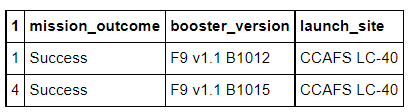 1 mission_outcome booster_version launch_site
1 Success F9 v1.1 B1012 CCAFS LC-40
4 Success F9 v1.1 B1015 CCAFS LC-40